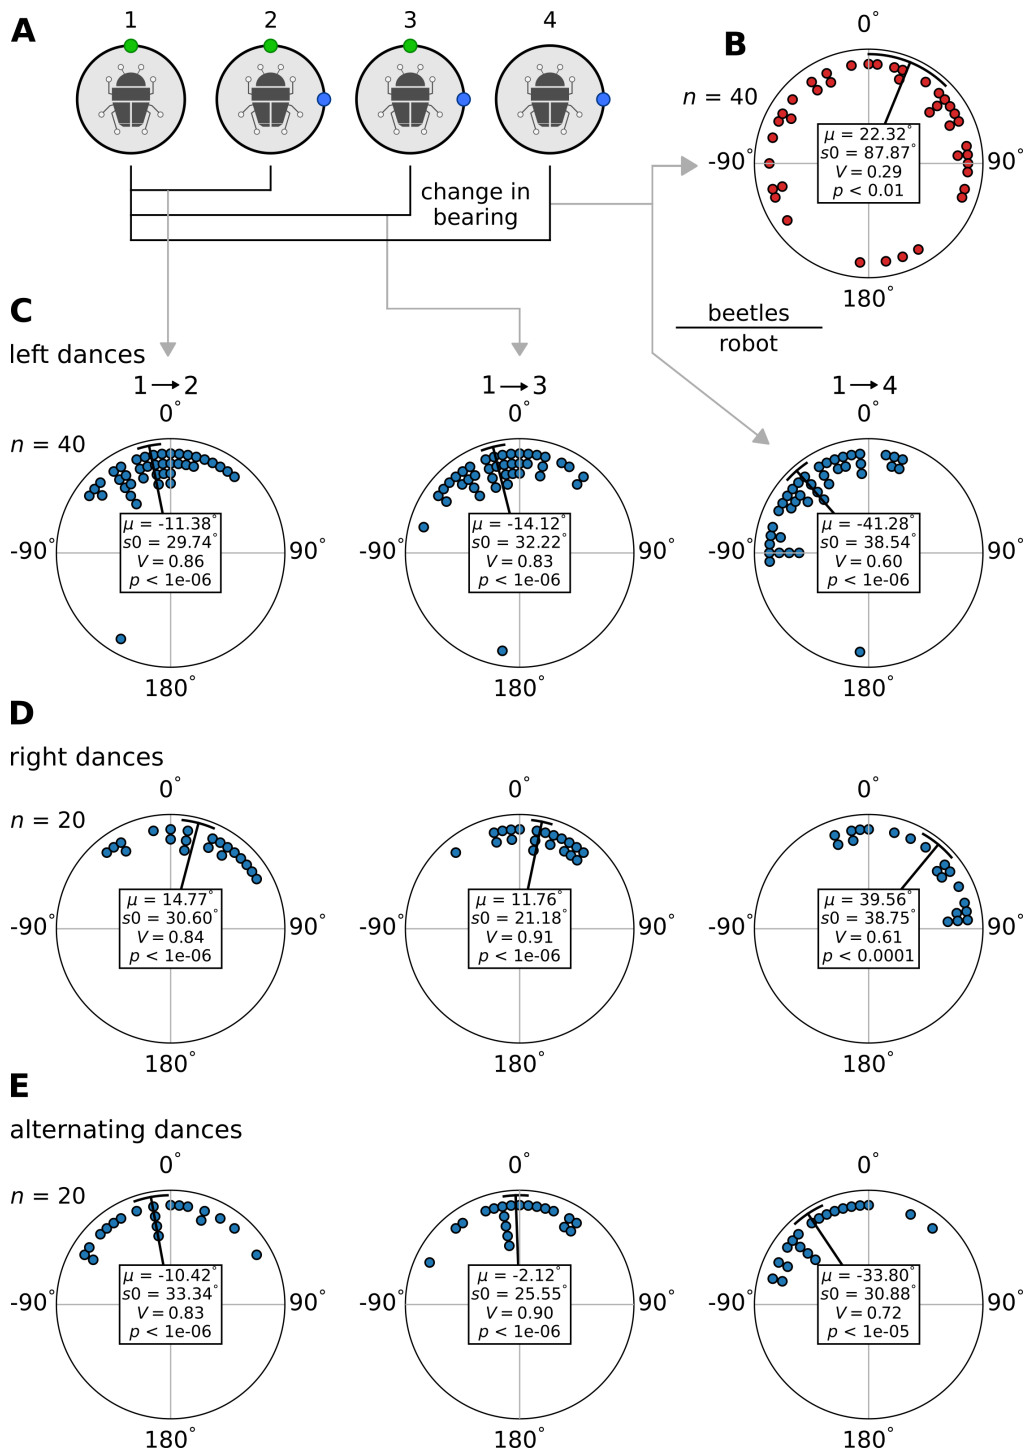 A
1
2
3
4
change in
bearing
B
0°
n = 40
-90°
90°
μ = 22.32°
s0 = 87.87°
V = 0.29
p < 0.01
180°
beetles
robot
C
left dances
1→2
0°
n = 40
-90°
90°
μ = -11.38°
s0 = 29.74°
V = 0.86
p < 1e-06
180°
1→3
0°
-90°
90°
μ = -14.12°
s0 = 32.22°
V = 0.83
p < 1e-06
180°
1→4
0°
-90°
90°
μ = -41.28°
s0 = 38.54°
V = 0.60
p < 1e-06
180°
D
right dances
0°
n = 20
-90°
90°
μ = 14.77°
s0 = 30.60°
V = 0.84
p < 1e-06
180°
0°
-90°
90°
μ = 11.76°
s0 = 21.18°
V = 0.91
p < 1e-06
180°
0°
-90°
90°
μ = 39.56°
s0 = 38.75°
V = 0.61
p < 0.0001
180°
E
alternating dances
0°
n = 20
-90°
90°
μ = -10.42°
s0 = 33.34°
V = 0.83
p < 1e-06
180°
0°
-90°
90°
μ = -2.12°
s0 = 25.55°
V = 0.90
p < 1e-06
180°
0°
-90°
90°
μ = -33.80°
s0 = 30.88°
V = 0.72
p < 1e-05
180°